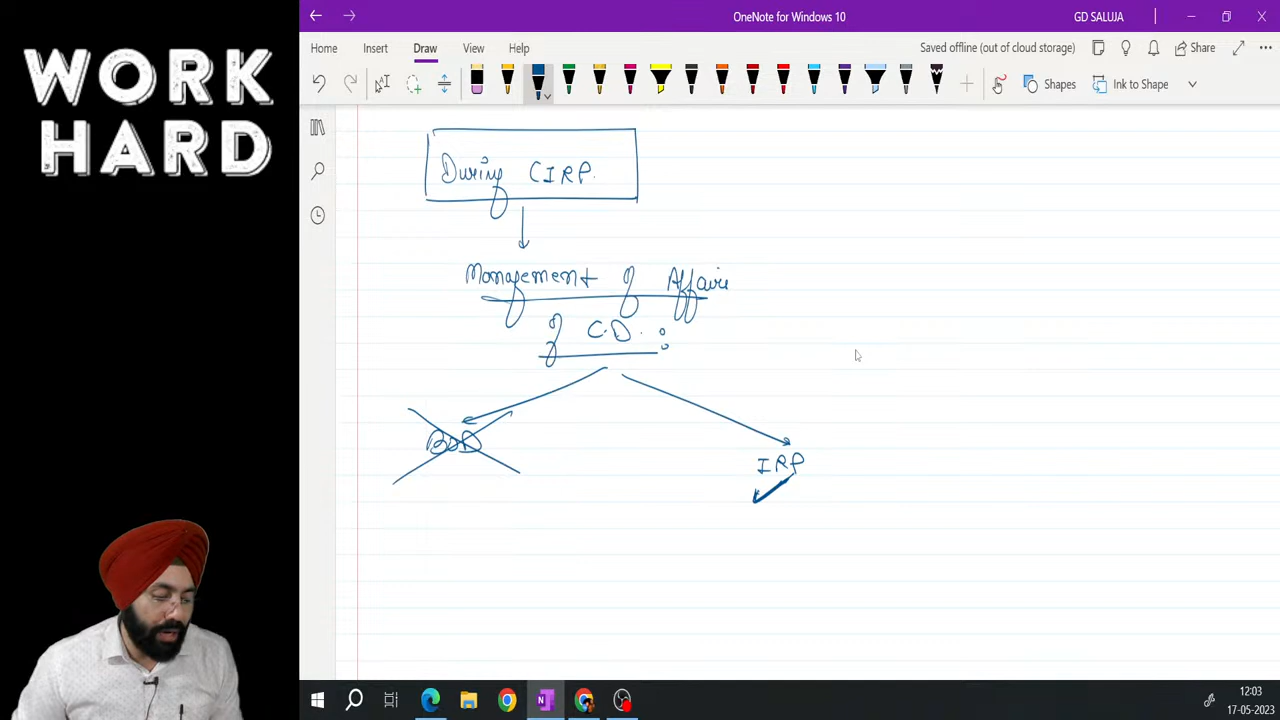 WORK
HARD
OneNote for Windows 10
GD SALUJA
Home Insert Draw View Help
Saved offline (out of cloud storage)
Share
Shapes
Ink to Shape
During CIRP.
Management of Affairs
of C.D. :
BOD
IRP
12:03
17-05-2023